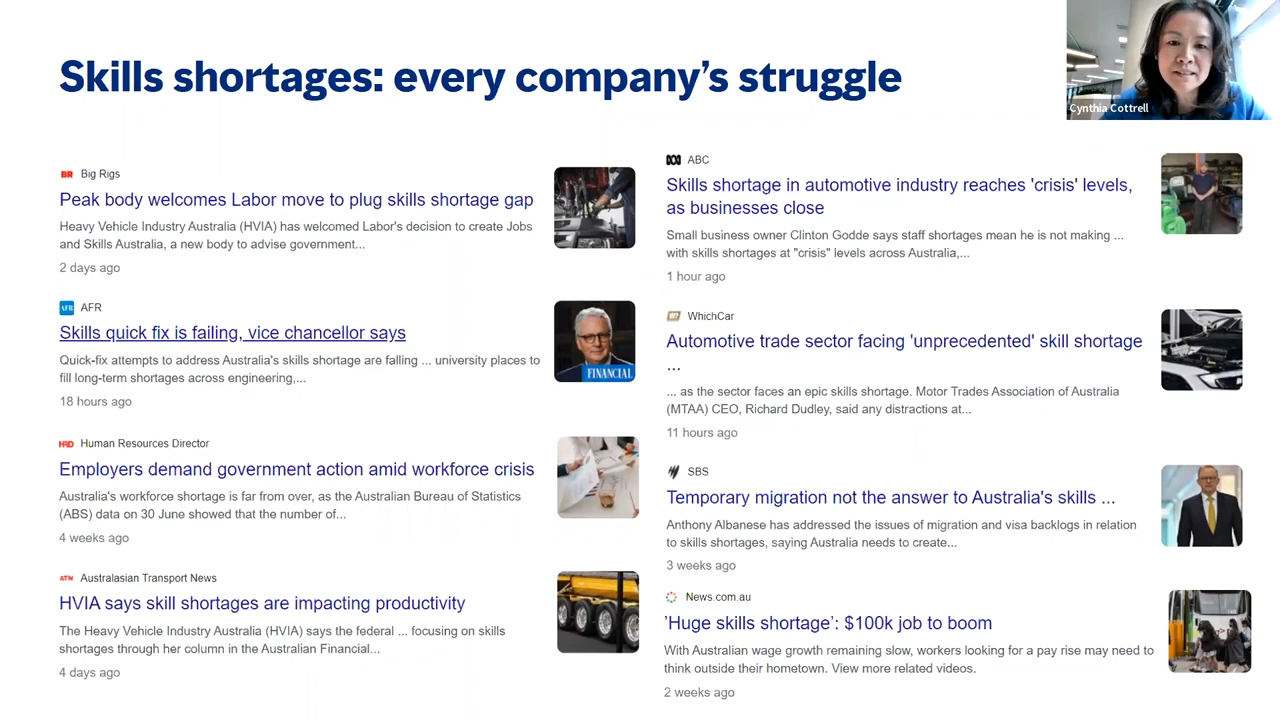 Skills shortages: every company's struggle
Cynthia Cottrell
BR Big Rigs
Peak body welcomes Labor move to plug skills shortage gap
Heavy Vehicle Industry Australia (HVIA) has welcomed Labor's decision to create Jobs
and Skills Australia, a new body to advise government...
2 days ago
AFR AFR
Skills quick fix is failing, vice chancellor says
Quick-fix attempts to address Australia's skills shortage are falling ... university places to
fill long-term shortages across engineering,...
FINANCIAL
18 hours ago
HRD Human Resources Director
Employers demand government action amid workforce crisis
Australia's workforce shortage is far from over, as the Australian Bureau of Statistics
(ABS) data on 30 June showed that the number of...
4 weeks ago
ATN Australasian Transport News
HVIA says skill shortages are impacting productivity
The Heavy Vehicle Industry Australia (HVIA) says the federal ... focusing on skills
shortages through her column in the Australian Financial...
4 days ago
ABC
Skills shortage in automotive industry reaches 'crisis' levels,
as businesses close
Small business owner Clinton Godde says staff shortages mean he is not making ...
with skills shortages at "crisis" levels across Australia,...
1 hour ago
WhichCar
Automotive trade sector facing 'unprecedented' skill shortage
...
... as the sector faces an epic skills shortage. Motor Trades Association of Australia
(MTAA) CEO, Richard Dudley, said any distractions at...
11 hours ago
SBS
Temporary migration not the answer to Australia's skills ...
Anthony Albanese has addressed the issues of migration and visa backlogs in relation
to skills shortages, saying Australia needs to create...
3 weeks ago
News.com.au
'Huge skills shortage': $100k job to boom
With Australian wage growth remaining slow, workers looking for a pay rise may need to
think outside their hometown. View more related videos.
2 weeks ago